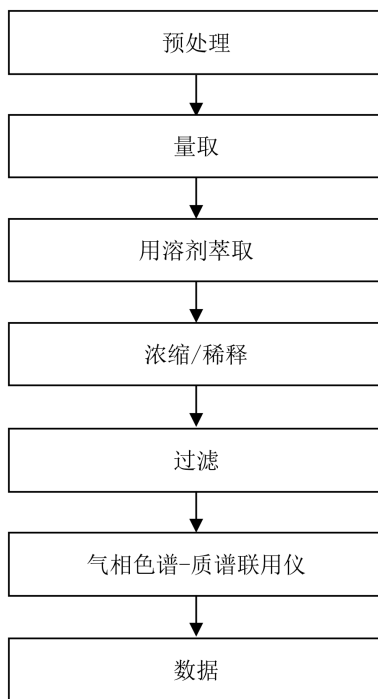 预处理
量取
用溶剂萃取
浓缩/稀释
过滤
气相色谱-质谱联用仪
数据